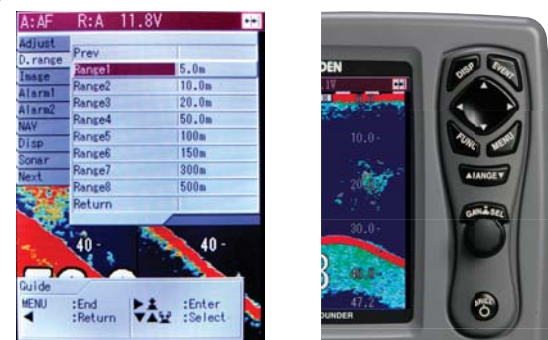 A:AF R:A 11.8V
Adjust
D.range
Image
Alarm1
Alarm2
NAV
Disp
Sonar
Next
Prev
Range1 5.0m
Range2 10.0m
Range3 20.0m
Range4 50.0m
Range5 100m
Range6 150m
Range7 300m
Range8 500m
Return
40 -
40 -
Guide
MENU :End
◀ :Return
:Enter
▼▲ :Select
DEN
10.0-
30.0-
47.2
OUNDER
DISP
EVENT
FUNC
MENU
▲RANGE▼
GAIN SEL